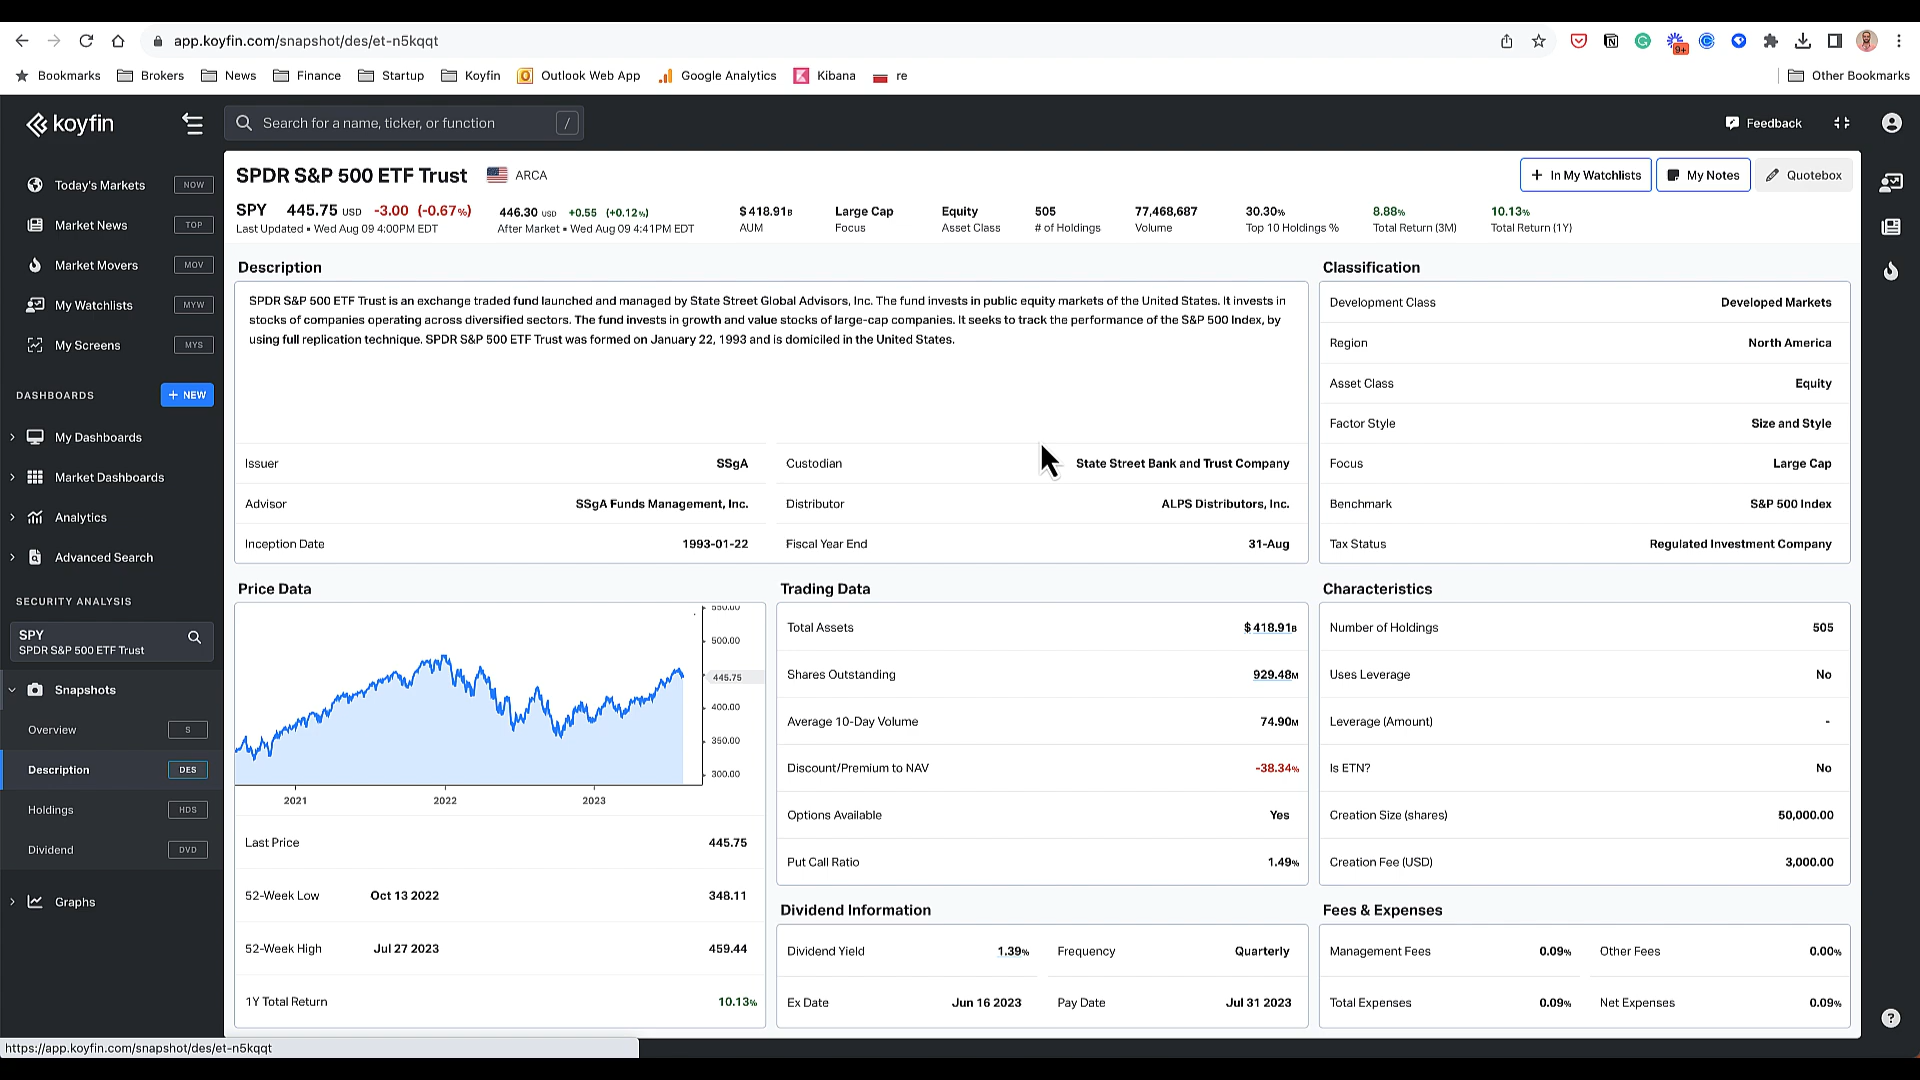 app.koyfin.com/snapshot/des/et-n5kqqt
9+
Bookmarks Brokers News Finance Startup Koyfin Outlook Web App Google Analytics Kibana re Other Bookmarks
koyfin
Search for a name, ticker, or function /
Feedback
Today's Markets NOW
Market News TOP
Market Movers MOV
My Watchlists MYW
My Screens MYS
DASHBOARDS + NEW
My Dashboards
Market Dashboards
Analytics
Advanced Search
SECURITY ANALYSIS
SPY
SPDR S&P 500 ETF Trust
Snapshots
Overview S
Description DES
Holdings HDS
Dividend DVD
Graphs
SPDR S&P 500 ETF Trust ARCA
+ In My Watchlists My Notes Quotebox
SPY 445.75 USD -3.00 (-0.67%) 446.30 USD +0.55 (+0.12%) $418.91B Large Cap Equity 505 77,468,687 30.30% 8.88% 10.13%
Last Updated • Wed Aug 09 4:00PM EDT After Market • Wed Aug 09 4:41PM EDT AUM Focus Asset Class # of Holdings Volume Top 10 Holdings % Total Return (3M) Total Return (1Y)
Description
SPDR S&P 500 ETF Trust is an exchange traded fund launched and managed by State Street Global Advisors, Inc. The fund invests in public equity markets of the United States. It invests in
stocks of companies operating across diversified sectors. The fund invests in growth and value stocks of large-cap companies. It seeks to track the performance of the S&P 500 Index, by
using full replication technique. SPDR S&P 500 ETF Trust was formed on January 22, 1993 and is domiciled in the United States.
Issuer SSgA Custodian State Street Bank and Trust Company
Advisor SSgA Funds Management, Inc. Distributor ALPS Distributors, Inc.
Inception Date 1993-01-22 Fiscal Year End 31-Aug
Classification
Development Class Developed Markets
Region North America
Asset Class Equity
Factor Style Size and Style
Focus Large Cap
Benchmark S&P 500 Index
Tax Status Regulated Investment Company
Price Data
550.00
500.00
445.75
400.00
350.00
300.00
2021 2022 2023
Last Price 445.75
52-Week Low Oct 13 2022 348.11
52-Week High Jul 27 2023 459.44
1Y Total Return 10.13%
Trading Data
Total Assets $418.91B
Shares Outstanding 929.48M
Average 10-Day Volume 74.90M
Discount/Premium to NAV -38.34%
Options Available Yes
Put Call Ratio 1.49%
Characteristics
Number of Holdings 505
Uses Leverage No
Leverage (Amount) -
Is ETN? No
Creation Size (shares) 50,000.00
Creation Fee (USD) 3,000.00
Dividend Information
Dividend Yield 1.39% Frequency Quarterly
Ex Date Jun 16 2023 Pay Date Jul 31 2023
Fees & Expenses
Management Fees 0.09% Other Fees 0.00%
Total Expenses 0.09% Net Expenses 0.09%
https://app.koyfin.com/snapshot/des/et-n5kqqt